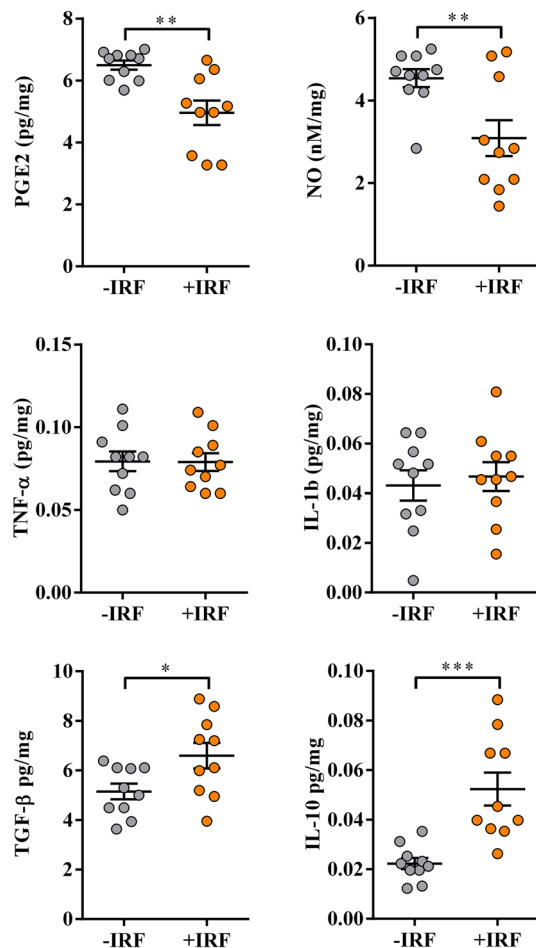 **
PGE2 (pg/mg)
8
6
4
2
0
-IRF +IRF
**
NO (nM/mg)
6
4
2
0
-IRF +IRF
TNF-α (pg/mg)
0.15
0.10
0.05
0.00
-IRF +IRF
IL-1b (pg/mg)
0.10
0.08
0.06
0.04
0.02
0.00
-IRF +IRF
*
TGF-β pg/mg
10
8
6
4
2
0
-IRF +IRF
***
IL-10 pg/mg
0.10
0.08
0.06
0.04
0.02
0.00
-IRF +IRF